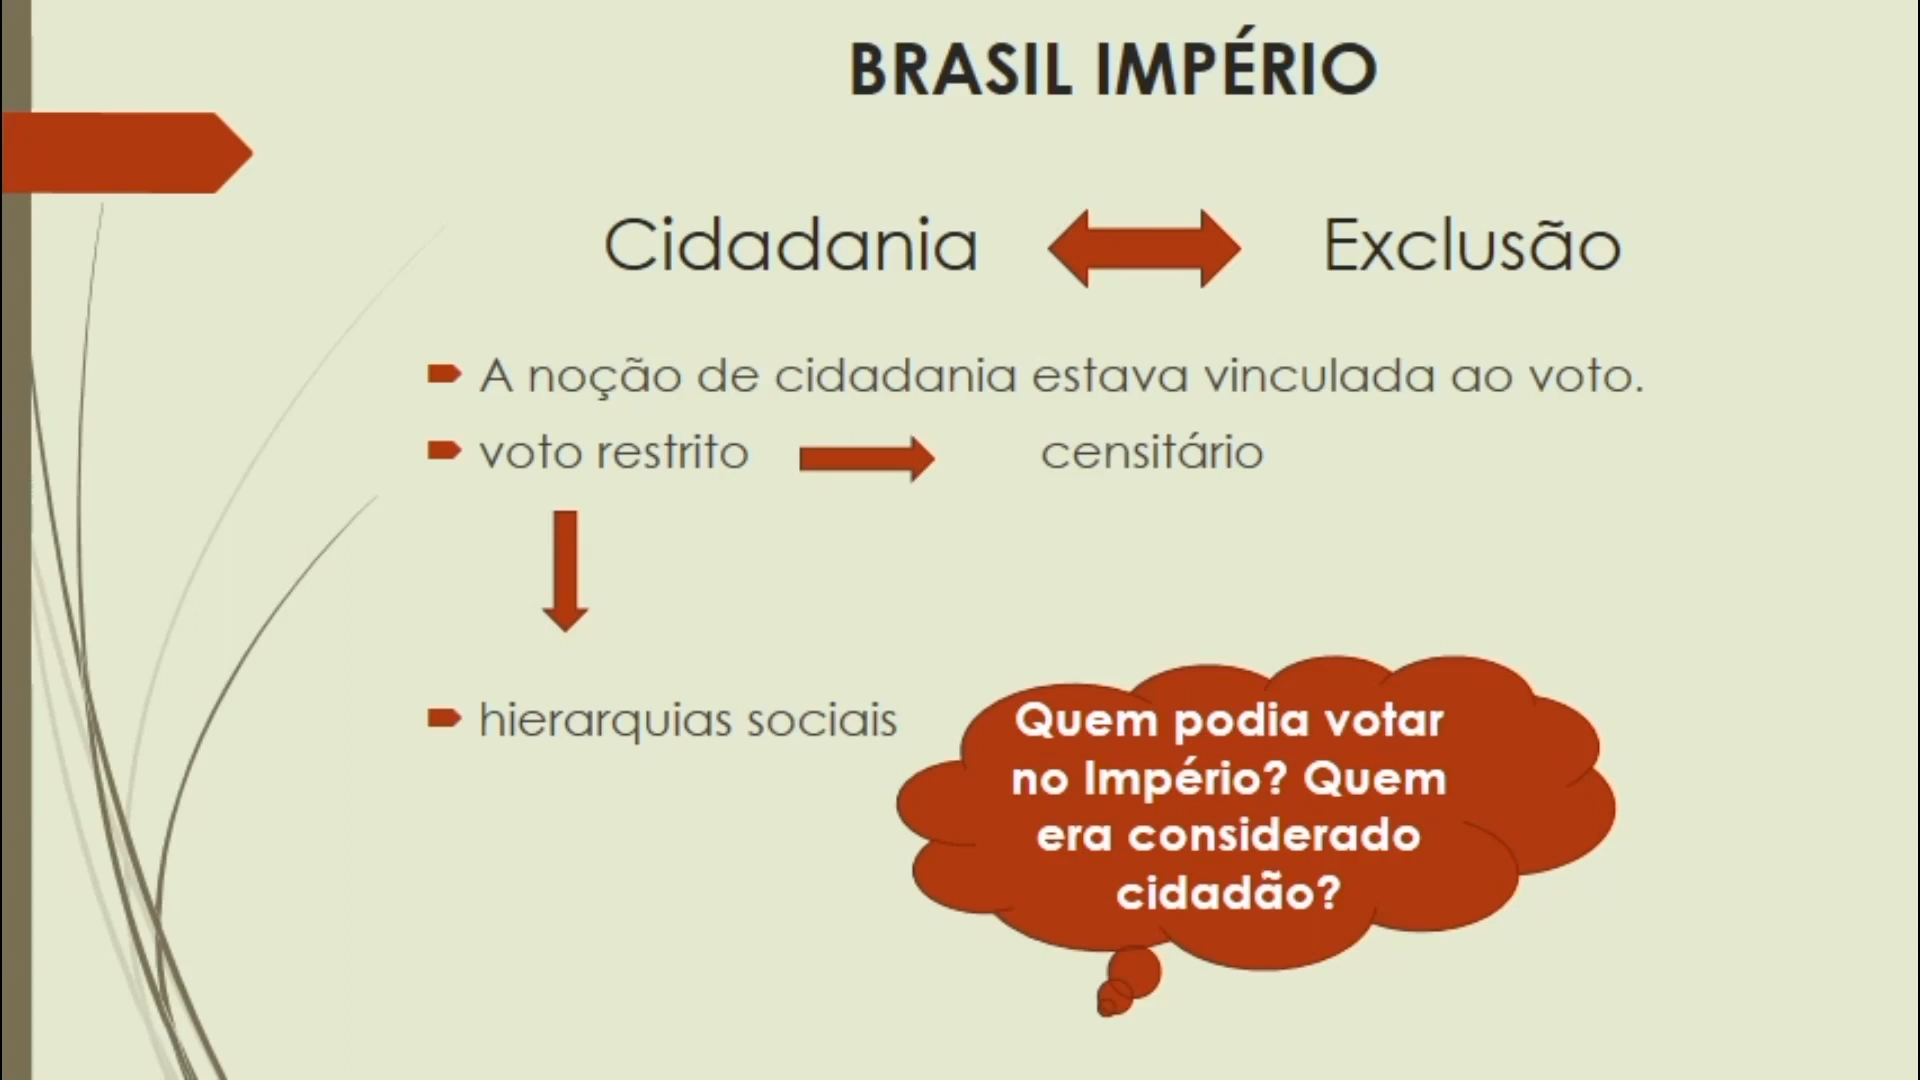 BRASIL IMPÉRIO
Cidadania Exclusão
A noção de cidadania estava vinculada ao voto.
voto restrito censitário
hierarquias sociais
Quem podia votar
no Império? Quem
era considerado
cidadão?